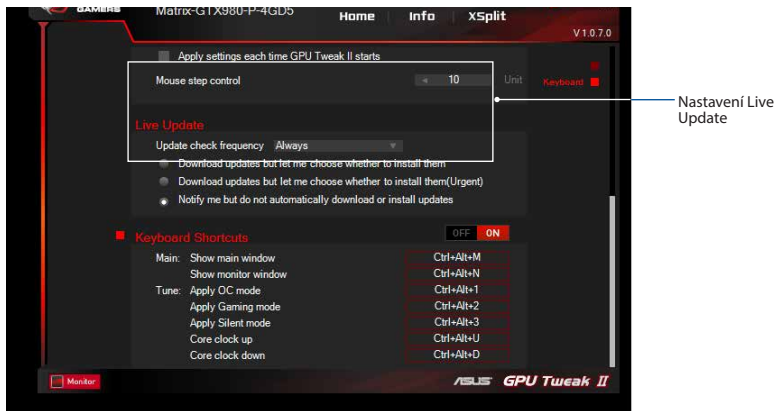 GAMERS
Matrix-GTX980-P-4GD5
Home Info XSplit
V 1.0.7.0
Apply settings each time GPU Tweak II starts
Mouse step control 10 Unit
Keyboard
Nastavení Live
Update
Live Update
Update check frequency Always
Download updates but let me choose whether to install them
Download updates but let me choose whether to install them(Urgent)
Notify me but do not automatically download or install updates
Keyboard Shortcuts OFF ON
Main: Show main window Ctrl+Alt+M
Show monitor window Ctrl+Alt+N
Tune: Apply OC mode Ctrl+Alt+1
Apply Gaming mode Ctrl+Alt+2
Apply Silent mode Ctrl+Alt+3
Core clock up Ctrl+Alt+U
Core clock down Ctrl+Alt+D
Monitor
ASUS GPU Tweak II